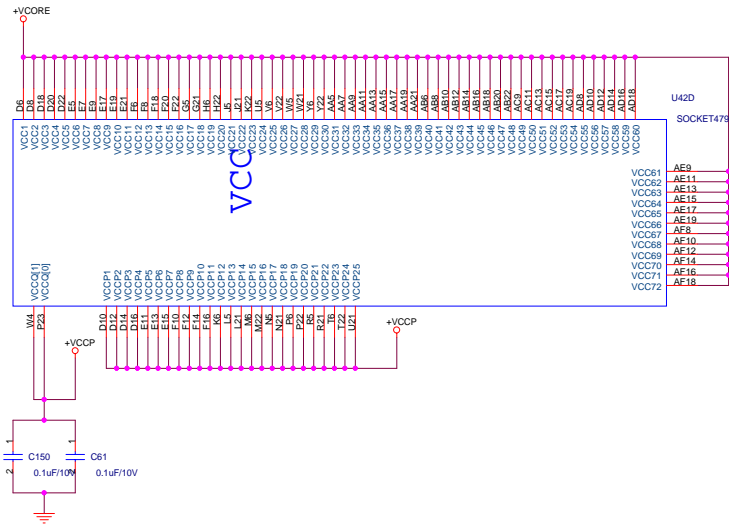 +VCORE
D6 D8 D18 D20 D22 E5 E7 E9 E17 E19 E21 F6 F8 F18 F20 F22 G5 G21 H6 H22 J5 J21 K22 U5 V6 V22 W5 W21 Y6 Y22 AA5 AA7 AA9 AA11 AA13 AA15 AA17 AA19 AA21 AB6 AB8 AB10 AB12 AB14 AB16 AB18 AB20 AB22 AC9 AC11 AC13 AC15 AC17 AC19 AD8 AD10 AD12 AD14 AD16 AD18
U42D
SOCKET479
VCC1 VCC2 VCC3 VCC4 VCC5 VCC6 VCC7 VCC8 VCC9 VCC10 VCC11 VCC12 VCC13 VCC14 VCC15 VCC16 VCC17 VCC18 VCC19 VCC20 VCC21 VCC22 VCC23 VCC24 VCC25 VCC26 VCC27 VCC28 VCC29 VCC30 VCC31 VCC32 VCC33 VCC34 VCC35 VCC36 VCC37 VCC38 VCC39 VCC40 VCC41 VCC42 VCC43 VCC44 VCC45 VCC46 VCC47 VCC48 VCC49 VCC50 VCC51 VCC52 VCC53 VCC54 VCC55 VCC56 VCC57 VCC58 VCC59 VCC60
VCC
VCC61 AE9
VCC62 AE11
VCC63 AE13
VCC64 AE15
VCC65 AE17
VCC66 AE19
VCC67 AF8
VCC68 AF10
VCC69 AF12
VCC70 AF14
VCC71 AF16
VCC72 AF18
VCCQ[1] VCCQ[0] VCCP1 VCCP2 VCCP3 VCCP4 VCCP5 VCCP6 VCCP7 VCCP8 VCCP9 VCCP10 VCCP11 VCCP12 VCCP13 VCCP14 VCCP15 VCCP16 VCCP17 VCCP18 VCCP19 VCCP20 VCCP21 VCCP22 VCCP23 VCCP24 VCCP25
W4 P23 D10 D12 D14 D16 E11 E13 E15 F10 F12 F14 F16 K6 L5 L21 M6 M22 N5 N21 P6 P22 R5 R21 T6 T22 U21
+VCCP
+VCCP
1 1
C150 C61
2 0.1uF/10V 2 0.1uF/10V